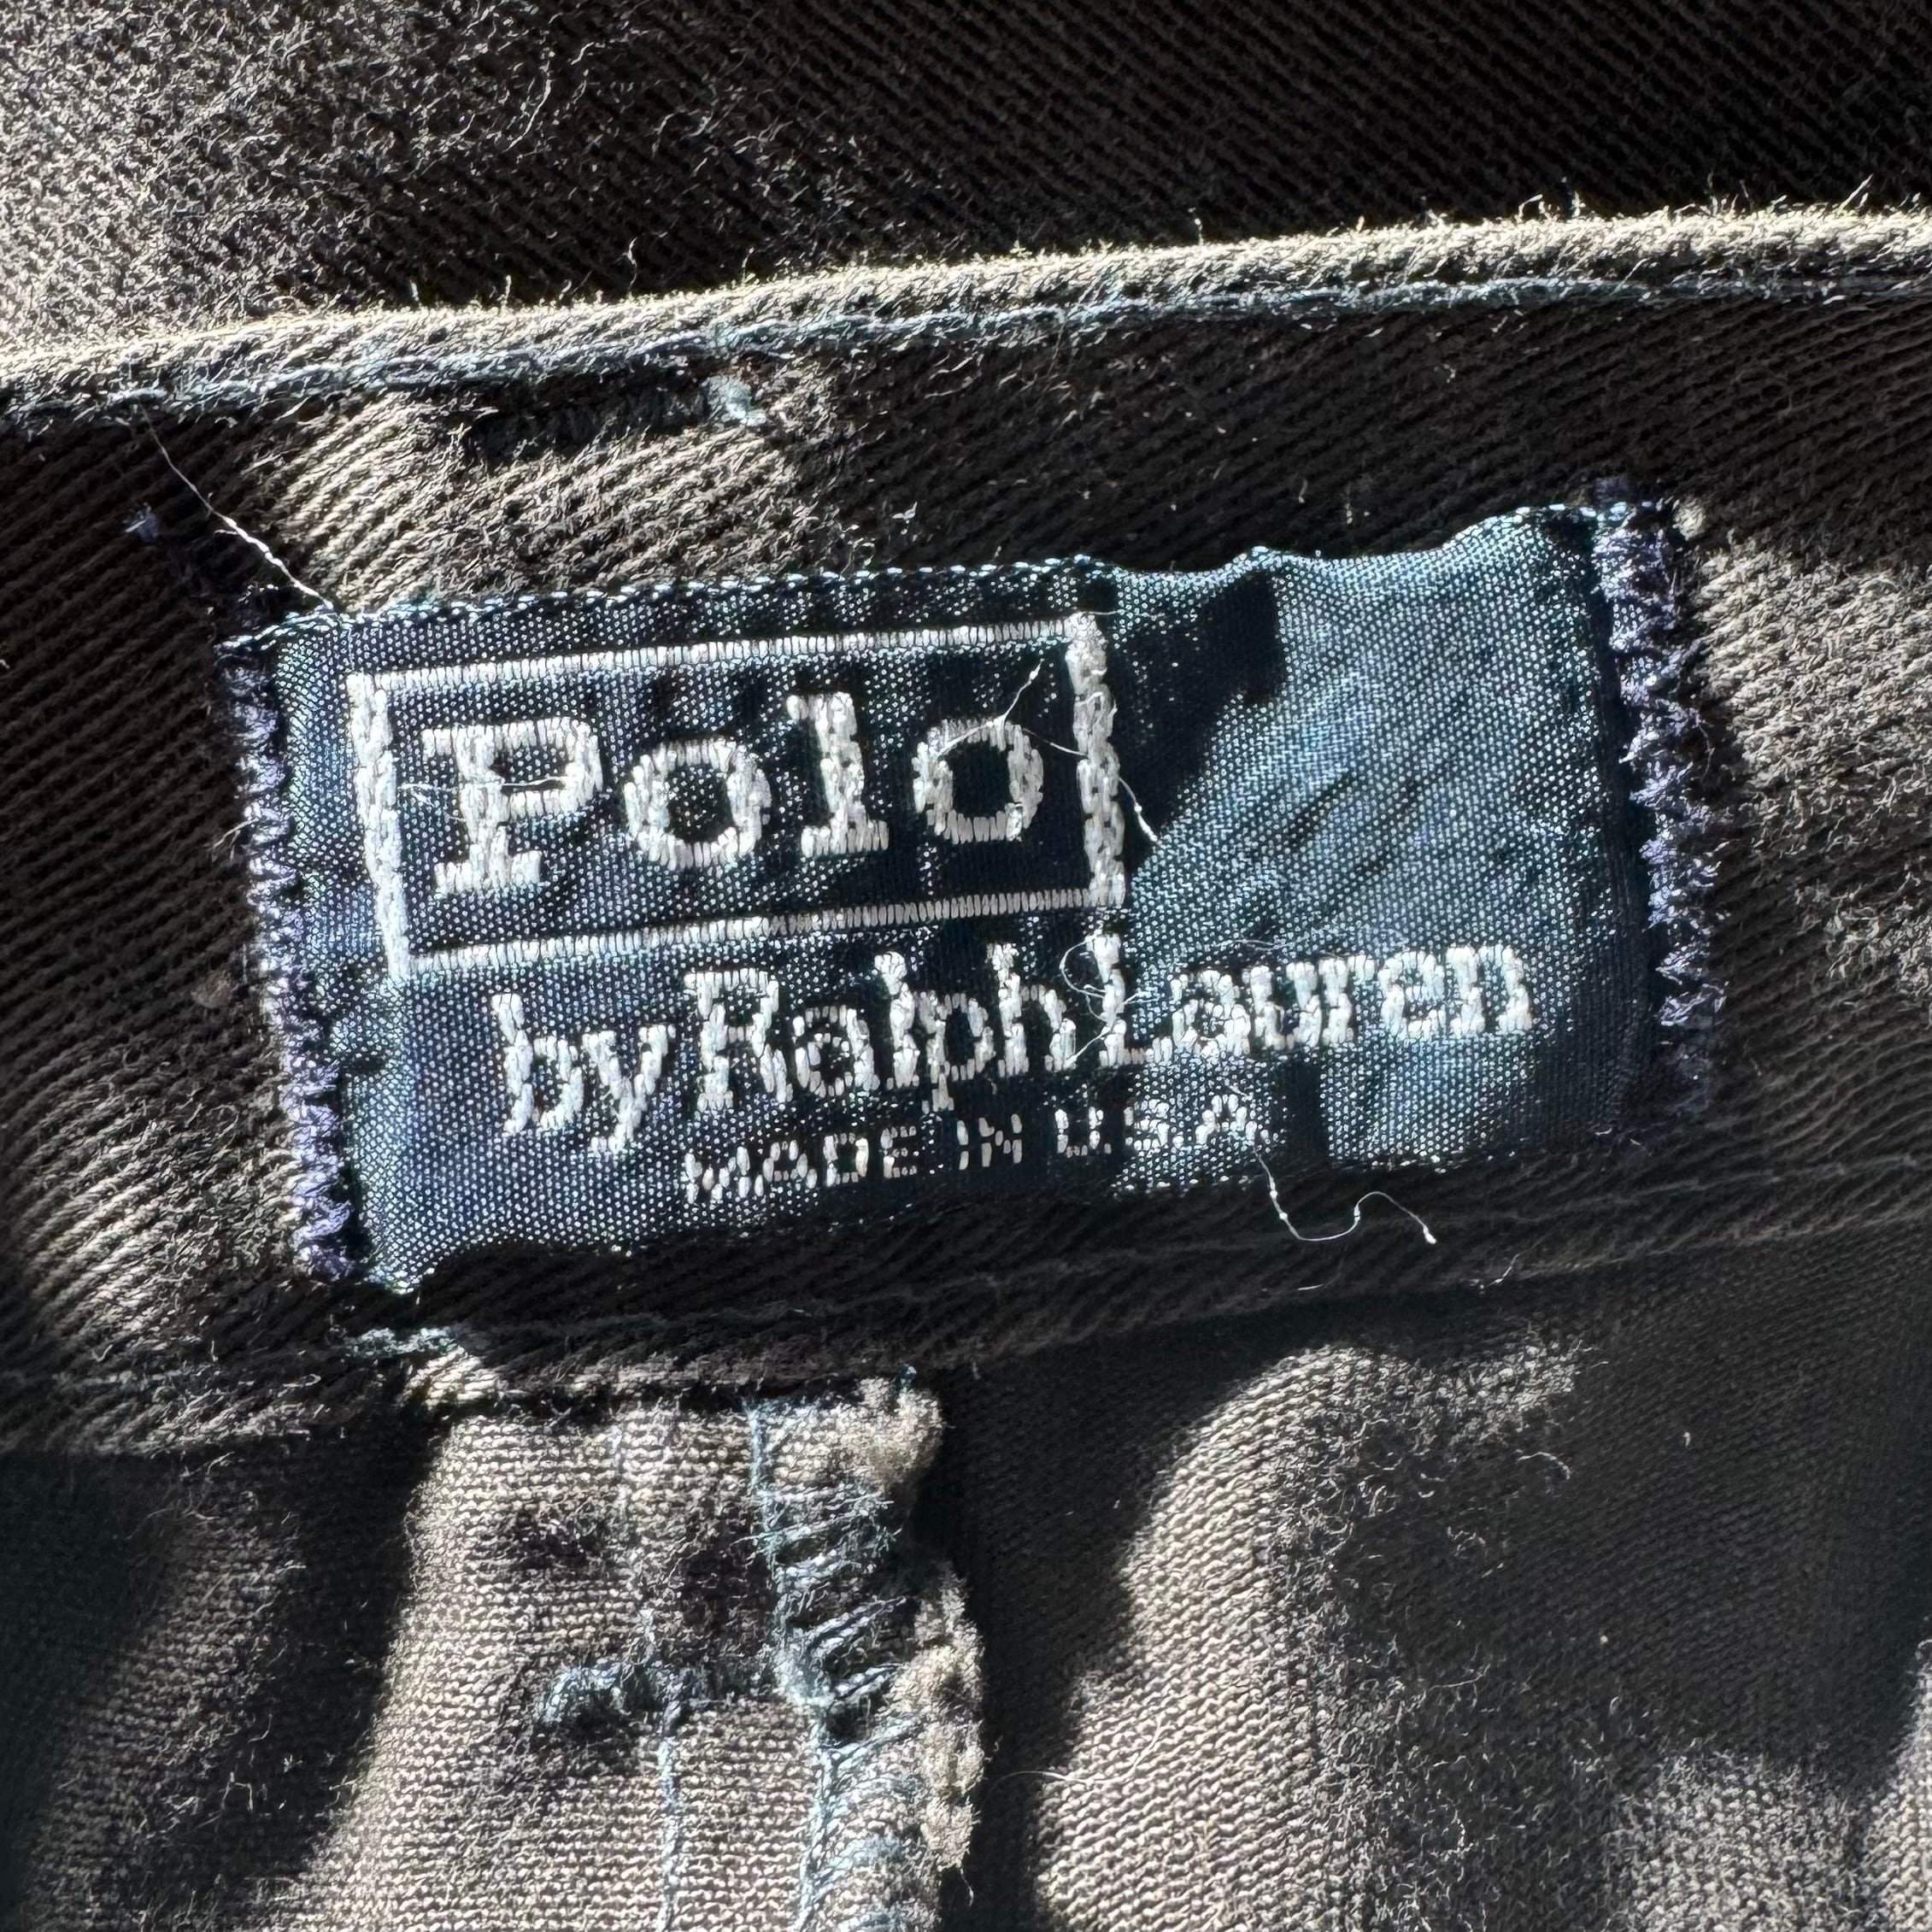 Polo
by Ralph Lauren
MADE IN U.S.A.